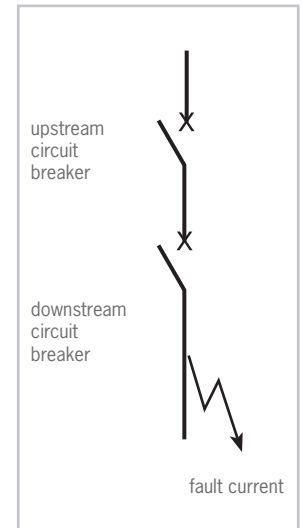 upstream
circuit
breaker
downstream
circuit
breaker
fault current